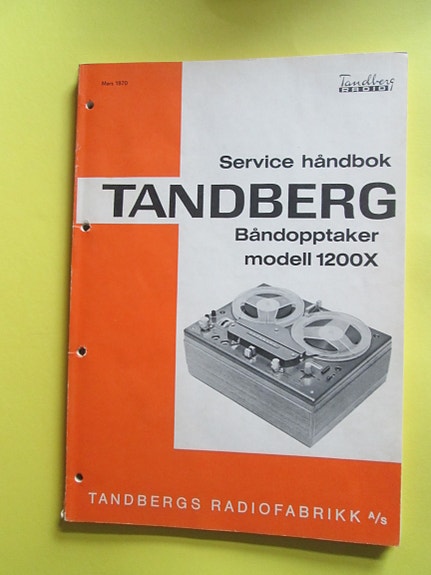 Mars 1970
Tandberg
RADIO
Service håndbok
TANDBERG
Båndopptaker
modell 1200X
TANDBERGS RADIOFABRIKK A/S